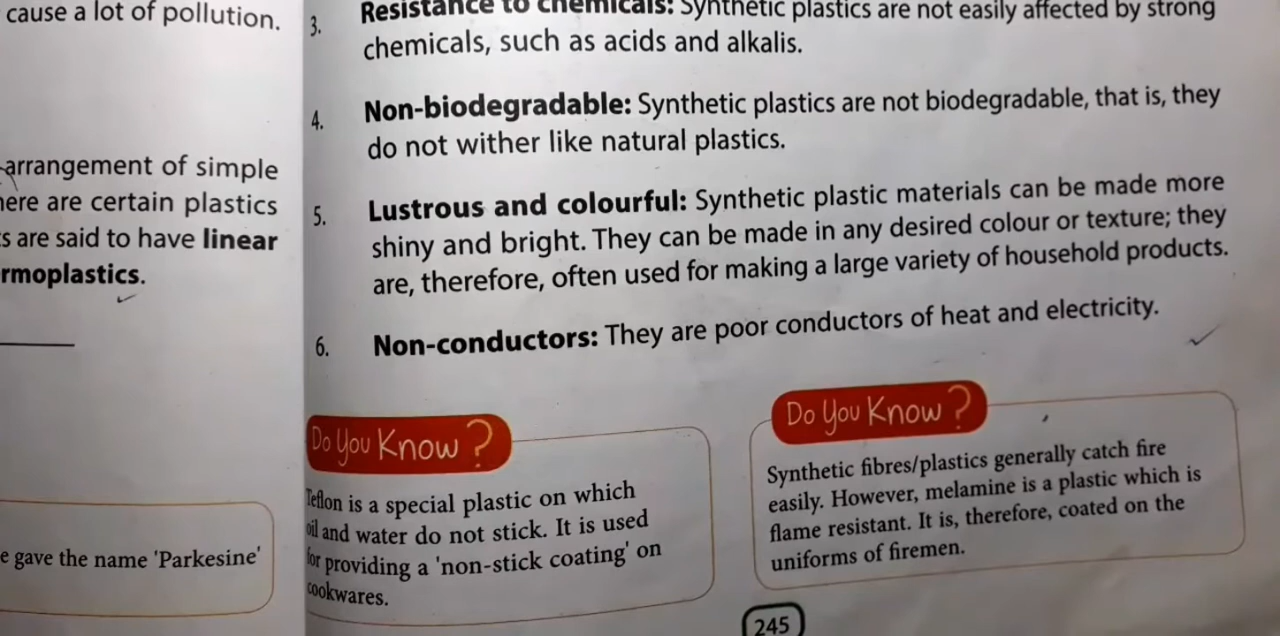 cause a lot of pollution.
arrangement of simple
here are certain plastics
s are said to have linear
rmoplastics.
e gave the name 'Parkesine'
3. Resistance to chemicals: Synthetic plastics are not easily affected by strong
chemicals, such as acids and alkalis.
4. Non-biodegradable: Synthetic plastics are not biodegradable, that is, they
do not wither like natural plastics.
5. Lustrous and colourful: Synthetic plastic materials can be made more
shiny and bright. They can be made in any desired colour or texture; they
are, therefore, often used for making a large variety of household products.
6. Non-conductors: They are poor conductors of heat and electricity.
Do You Know?
Teflon is a special plastic on which
oil and water do not stick. It is used
for providing a 'non-stick coating' on
cookwares.
Do You Know?
Synthetic fibres/plastics generally catch fire
easily. However, melamine is a plastic which is
flame resistant. It is, therefore, coated on the
uniforms of firemen.
245